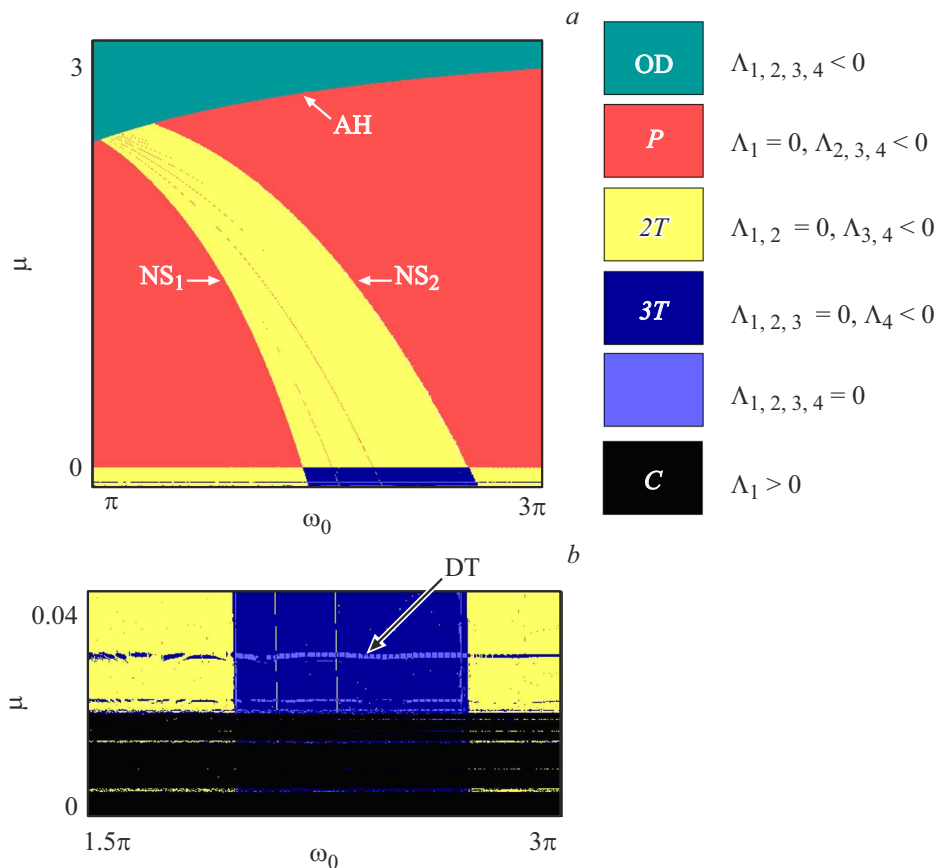 a
3
OD
Λ1, 2, 3, 4 < 0
AH
P
Λ1 = 0, Λ2, 3, 4 < 0
2T
Λ1, 2 = 0, Λ3, 4 < 0
μ
NS1
NS2
3T
Λ1, 2, 3 = 0, Λ4 < 0
Λ1, 2, 3, 4 = 0
0
C
Λ1 > 0
π
ω0
3π
b
DT
0.04
μ
0
1.5π
ω0
3π